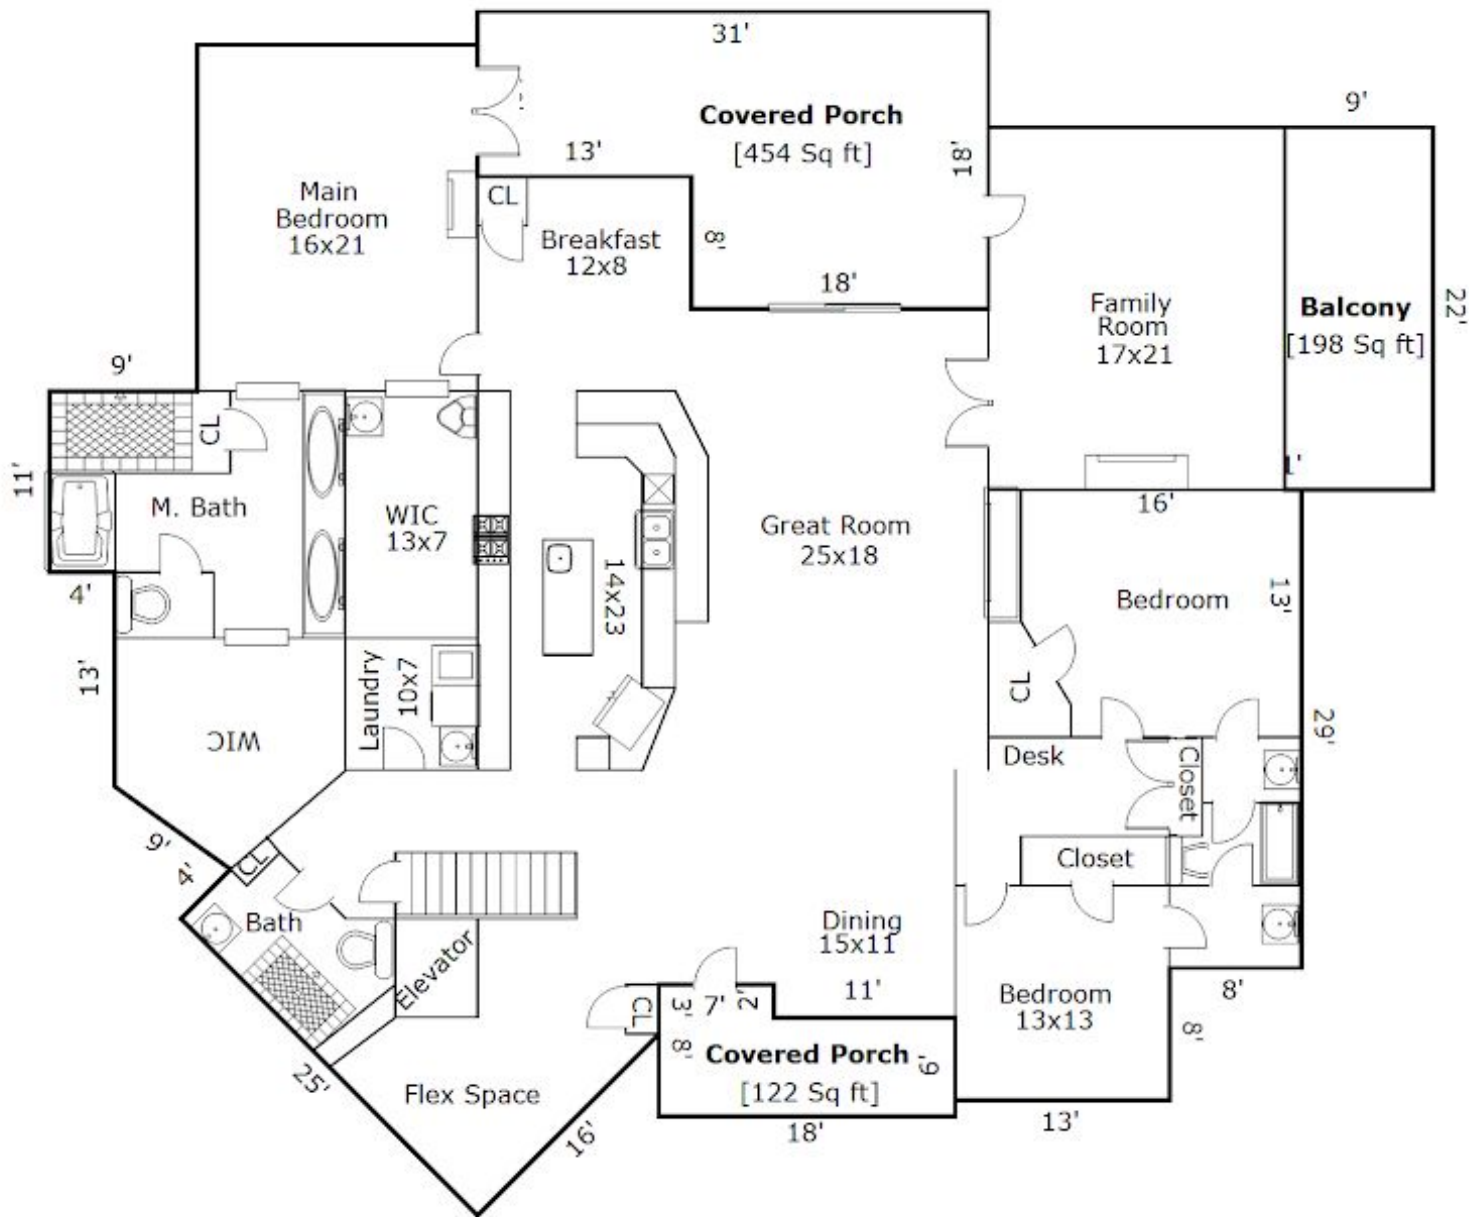 31'
9'
Covered Porch
[454 Sq ft]
13'
18'
Main
Bedroom
16x21
CL
Breakfast
12x8
8'
18'
Family
Room
17x21
Balcony
[198 Sq ft]
22'
9'
CL
11'
M. Bath
WIC
13x7
Great Room
25x18
1'
16'
4'
14x23
Bedroom
13'
13'
Laundry
10x7
CL
WIC
29'
Desk
Closet
9'
4'
CL
Closet
Bath
Elevator
Dining
15x11
11'
CL
3'
7'
2'
Bedroom
13x13
8'
8'
8'
Covered Porch
[122 Sq ft]
6'
25'
Flex Space
16'
18'
13'